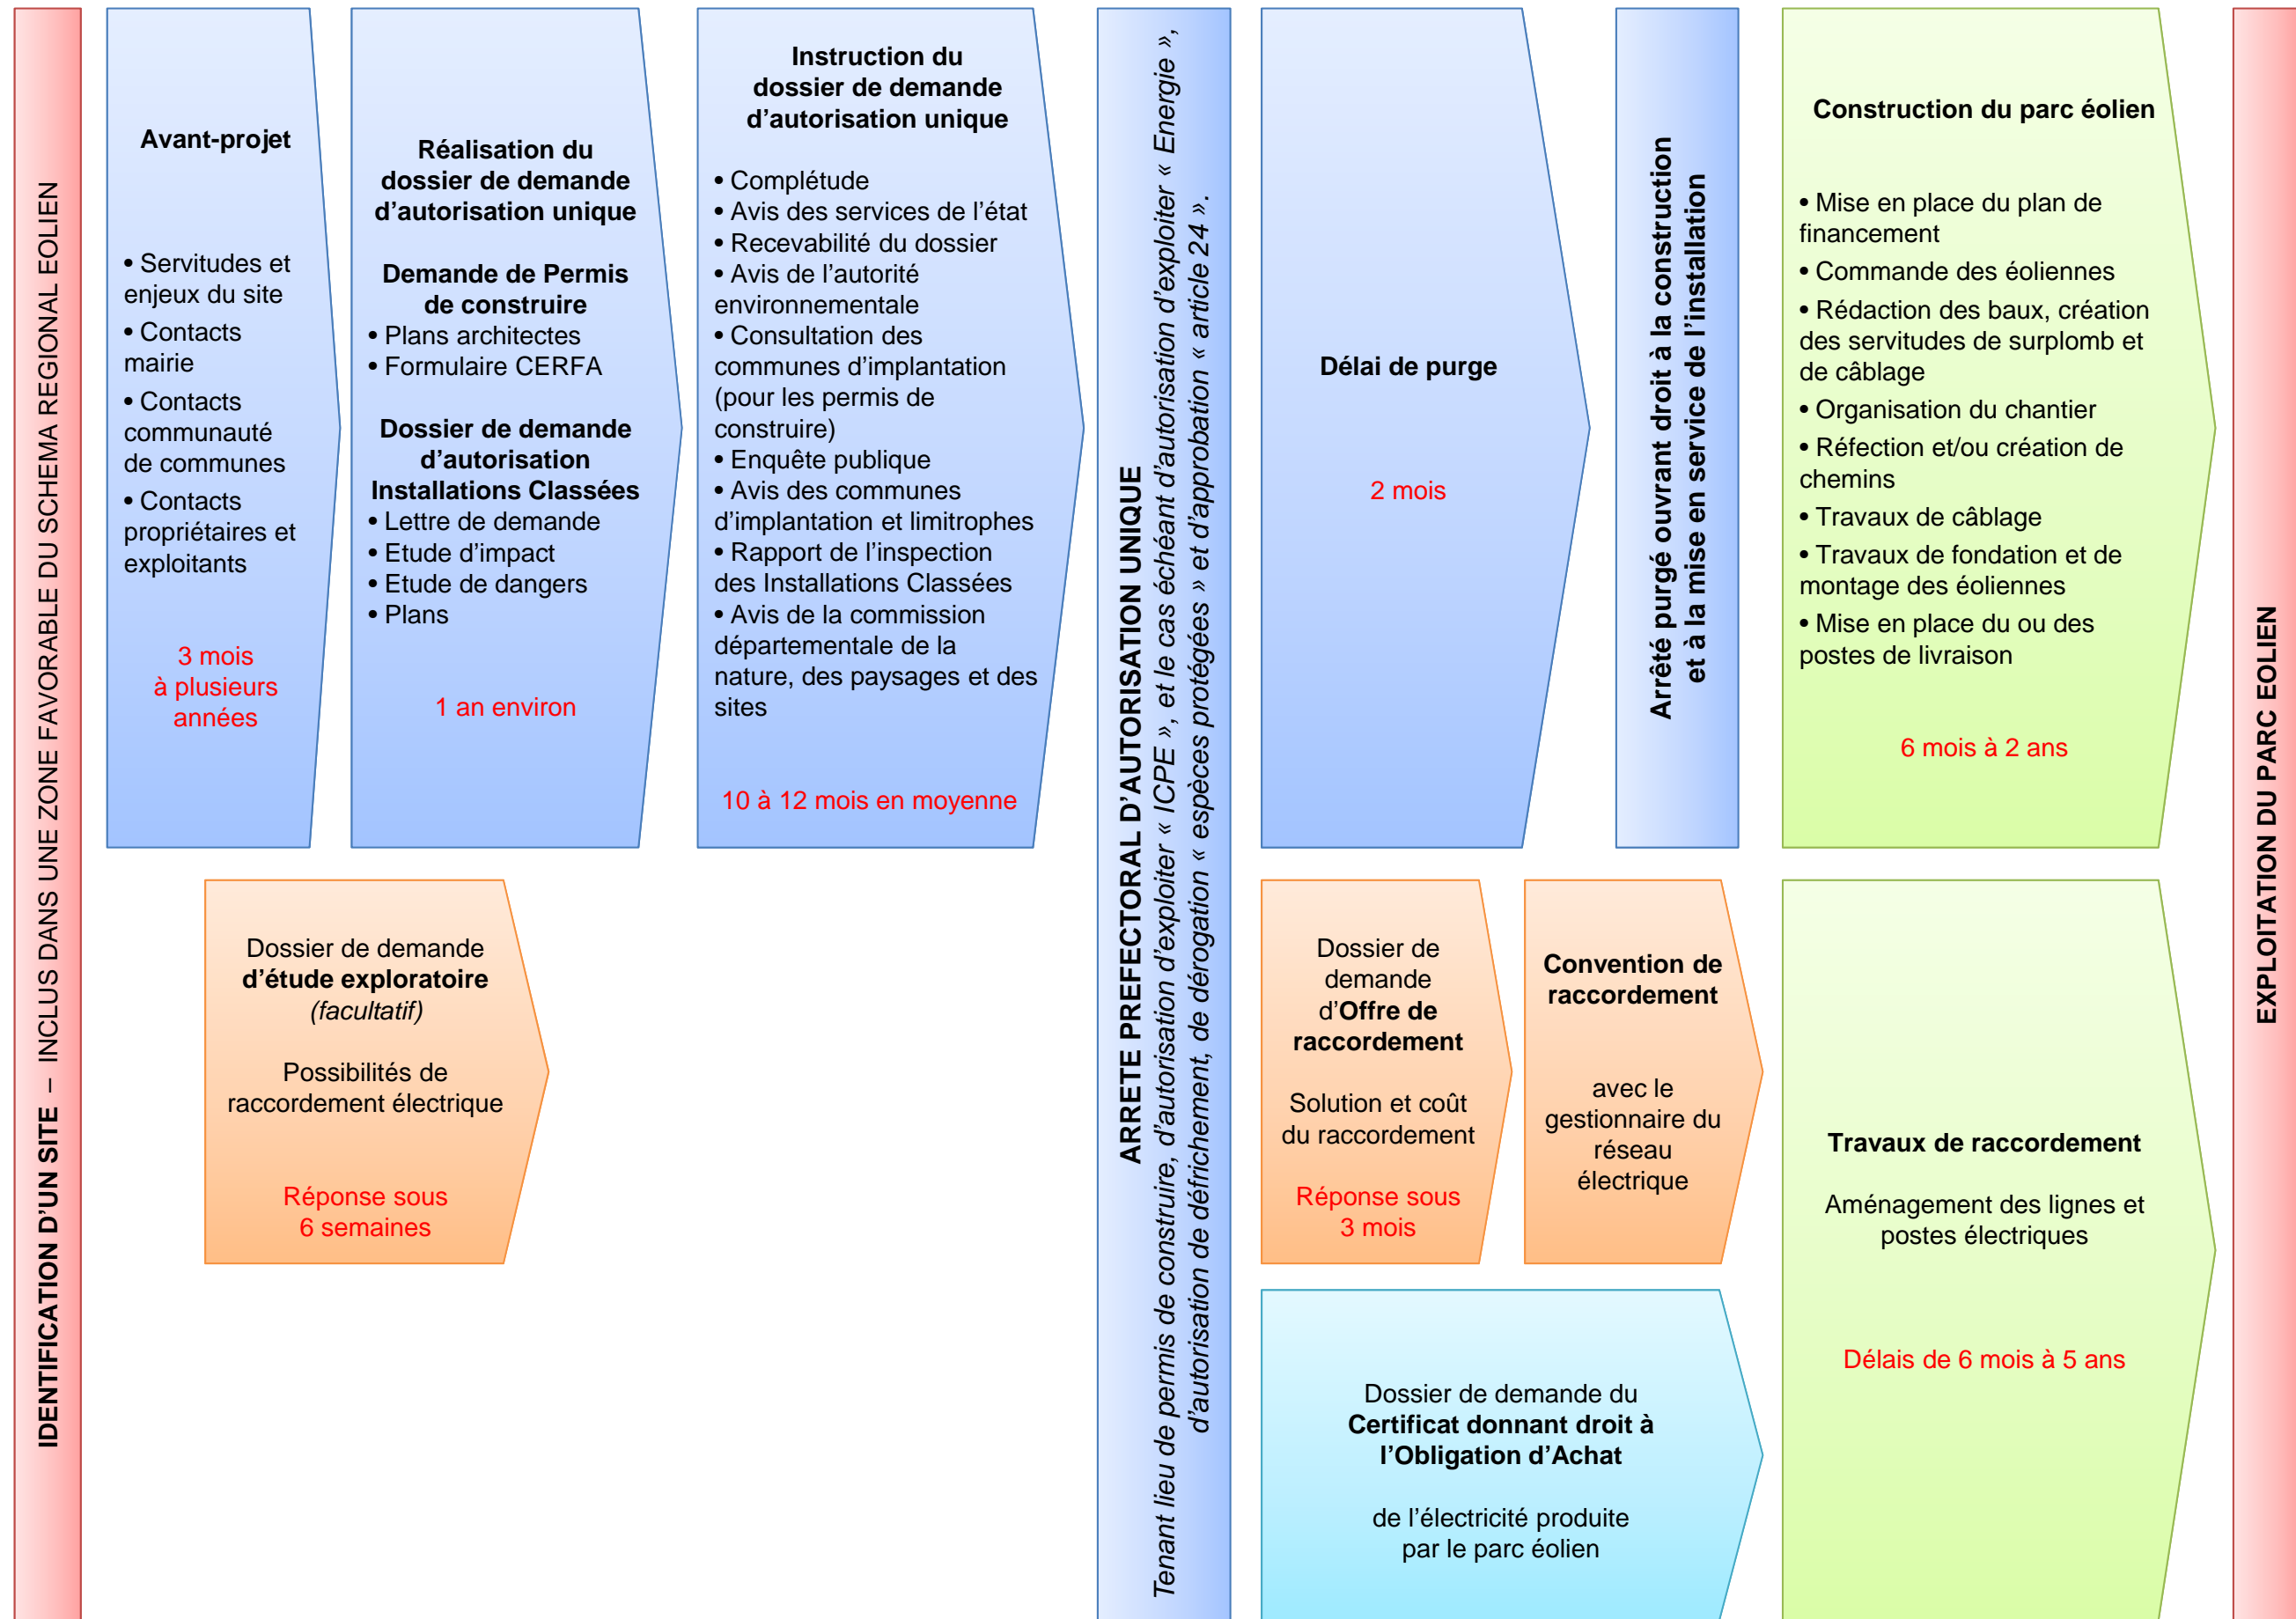 IDENTIFICATION D’UN SITE – INCLUS DANS UNE ZONE FAVORABLE DU SCHEMA REGIONAL EOLIEN
Avant-projet
• Servitudes et
enjeux du site
• Contacts
mairie
• Contacts
communauté
de communes
• Contacts
propriétaires et
exploitants
3 mois
à plusieurs
années
Réalisation du
dossier de demande
d’autorisation unique
Demande de Permis
de construire
• Plans architectes
• Formulaire CERFA
Dossier de demande
d’autorisation
Installations Classées
• Lettre de demande
• Etude d’impact
• Etude de dangers
• Plans
1 an environ
Instruction du
dossier de demande
d’autorisation unique
• Complétude
• Avis des services de l’état
• Recevabilité du dossier
• Avis de l’autorité
environnementale
• Consultation des
communes d’implantation
(pour les permis de
construire)
• Enquête publique
• Avis des communes
d’implantation et limitrophes
• Rapport de l’inspection
des Installations Classées
• Avis de la commission
départementale de la
nature, des paysages et des
sites
10 à 12 mois en moyenne
Dossier de demande
d’étude exploratoire
(facultatif)
Possibilités de
raccordement électrique
Réponse sous
6 semaines
ARRETE PREFECTORAL D’AUTORISATION UNIQUE
Tenant lieu de permis de construire, d’autorisation d’exploiter « ICPE », et le cas échéant d’autorisation d’exploiter « Energie »,
d’autorisation de défrichement, de dérogation « espèces protégées » et d’approbation « article 24 ».
Délai de purge
2 mois
Arrêté purgé ouvrant droit à la construction
et à la mise en service de l’installation
Dossier de
demande
d’Offre de
raccordement
Solution et coût
du raccordement
Réponse sous
3 mois
Convention de
raccordement
avec le
gestionnaire du
réseau
électrique
Dossier de demande du
Certificat donnant droit à
l’Obligation d’Achat
de l’électricité produite
par le parc éolien
Construction du parc éolien
• Mise en place du plan de
financement
• Commande des éoliennes
• Rédaction des baux, création
des servitudes de surplomb et
de câblage
• Organisation du chantier
• Réfection et/ou création de
chemins
• Travaux de câblage
• Travaux de fondation et de
montage des éoliennes
• Mise en place du ou des
postes de livraison
6 mois à 2 ans
Travaux de raccordement
Aménagement des lignes et
postes électriques
Délais de 6 mois à 5 ans
EXPLOITATION DU PARC EOLIEN